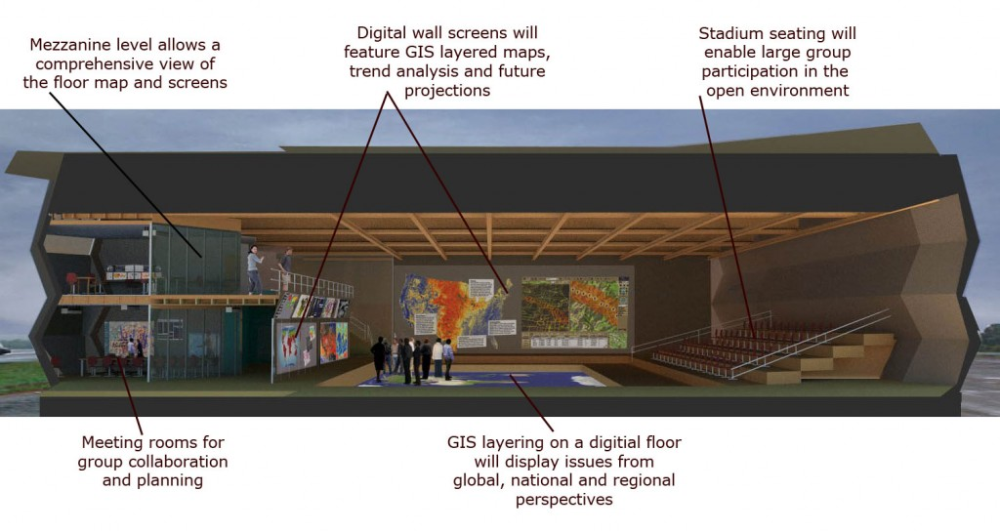 Mezzanine level allows a
comprehensive view of
the floor map and screens
Digital wall screens will
feature GIS layered maps,
trend analysis and future
projections
Stadium seating will
enable large group
participation in the
open environment
Meeting rooms for
group collaboration
and planning
GIS layering on a digitial floor
will display issues from
global, national and regional
perspectives